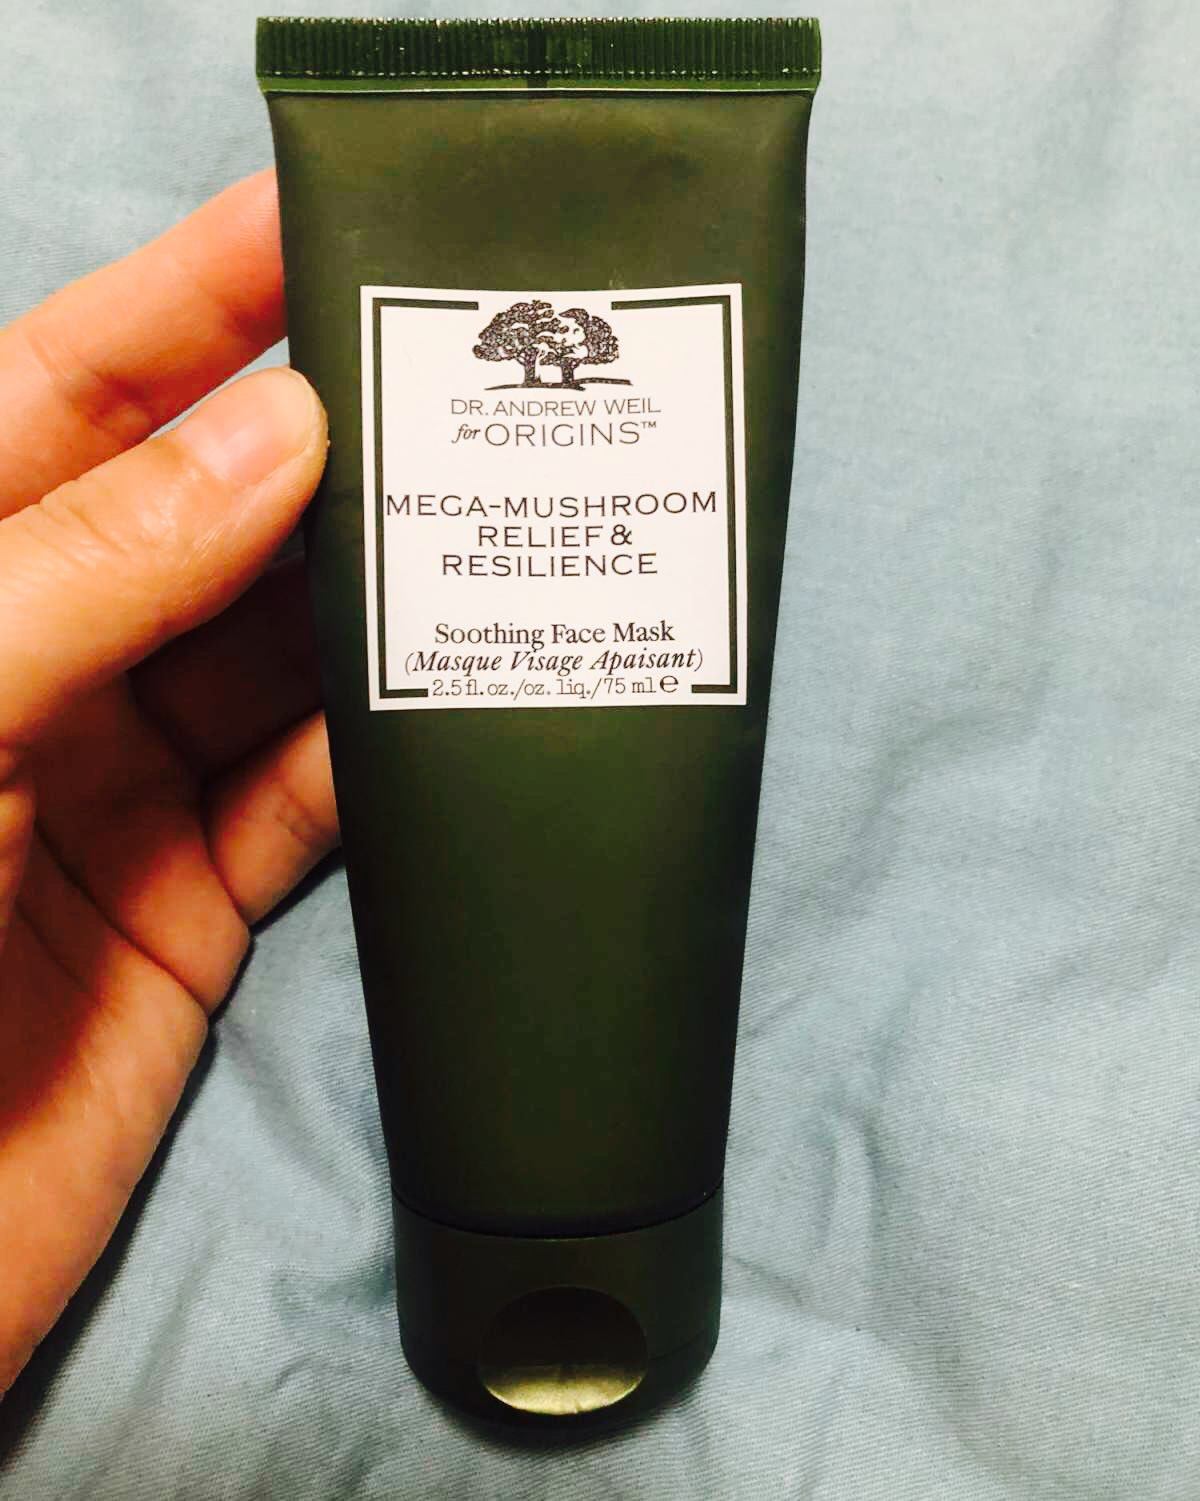 DR. ANDREW WEIL
for ORIGINS™
MEGA-MUSHROOM
RELIEF &
RESILIENCE
Soothing Face Mask
(Masque Visage Apaisant)
2.5 fl. oz./oz. liq./75 ml ℮